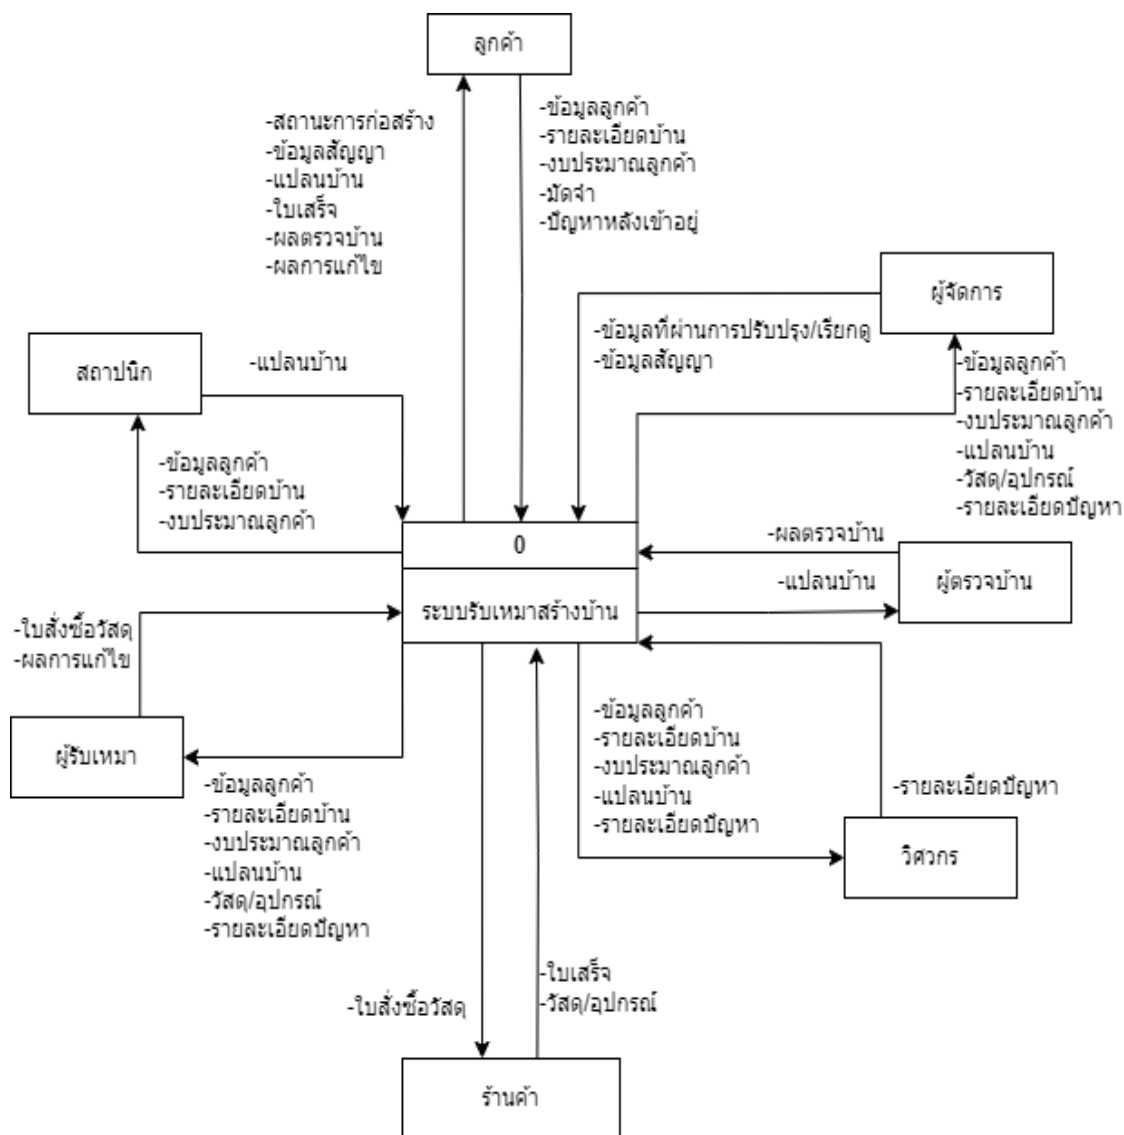 ลูกค้า
-สถานะการก่อสร้าง
-ข้อมูลสัญญา
-แปลนบ้าน
-ใบเสร็จ
-ผลตรวจบ้าน
-ผลการแก้ไข
-ข้อมูลลูกค้า
-รายละเอียดบ้าน
-งบประมาณลูกค้า
-มัดจำ
-ปัญหาหลังเข้าอยู่
ผู้จัดการ
-ข้อมูลที่ผ่านการปรับปรุง/เรียกดู
-ข้อมูลสัญญา
-ข้อมูลลูกค้า
-รายละเอียดบ้าน
-งบประมาณลูกค้า
-แปลนบ้าน
-วัสดุ/อุปกรณ์
-รายละเอียดปัญหา
สถาปนิก
-แปลนบ้าน
-ข้อมูลลูกค้า
-รายละเอียดบ้าน
-งบประมาณลูกค้า
0
ระบบรับเหมาสร้างบ้าน
-ผลตรวจบ้าน
-แปลนบ้าน
ผู้ตรวจบ้าน
-ใบสั่งซื้อวัสดุ
-ผลการแก้ไข
ผู้รับเหมา
-ข้อมูลลูกค้า
-รายละเอียดบ้าน
-งบประมาณลูกค้า
-แปลนบ้าน
-วัสดุ/อุปกรณ์
-รายละเอียดปัญหา
-ข้อมูลลูกค้า
-รายละเอียดบ้าน
-งบประมาณลูกค้า
-แปลนบ้าน
-รายละเอียดปัญหา
-รายละเอียดปัญหา
วิศวกร
-ใบสั่งซื้อวัสดุ
-ใบเสร็จ
-วัสดุ/อุปกรณ์
ร้านค้า